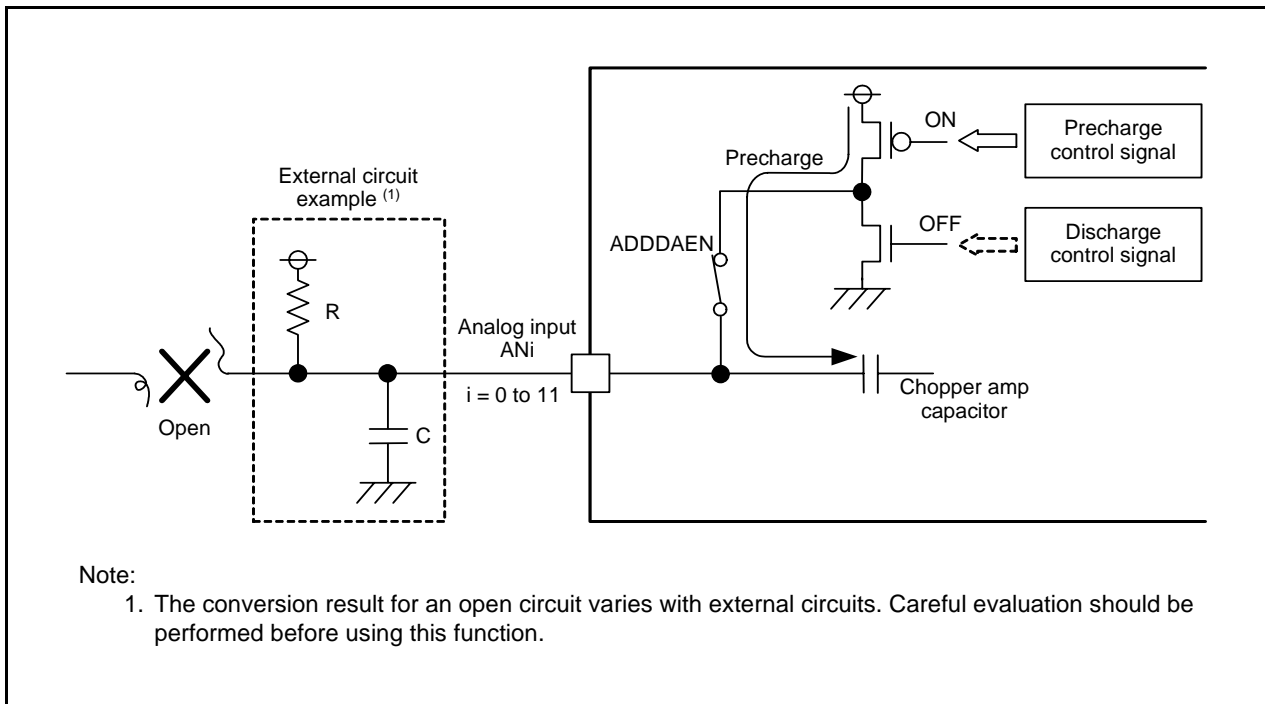 External circuit
example (1)
R
C
Open
Analog input
ANi
i = 0 to 11
ADDDAEN
Precharge
ON
Precharge
control signal
OFF
Discharge
control signal
Chopper amp
capacitor
Note:
1. The conversion result for an open circuit varies with external circuits. Careful evaluation should be
performed before using this function.